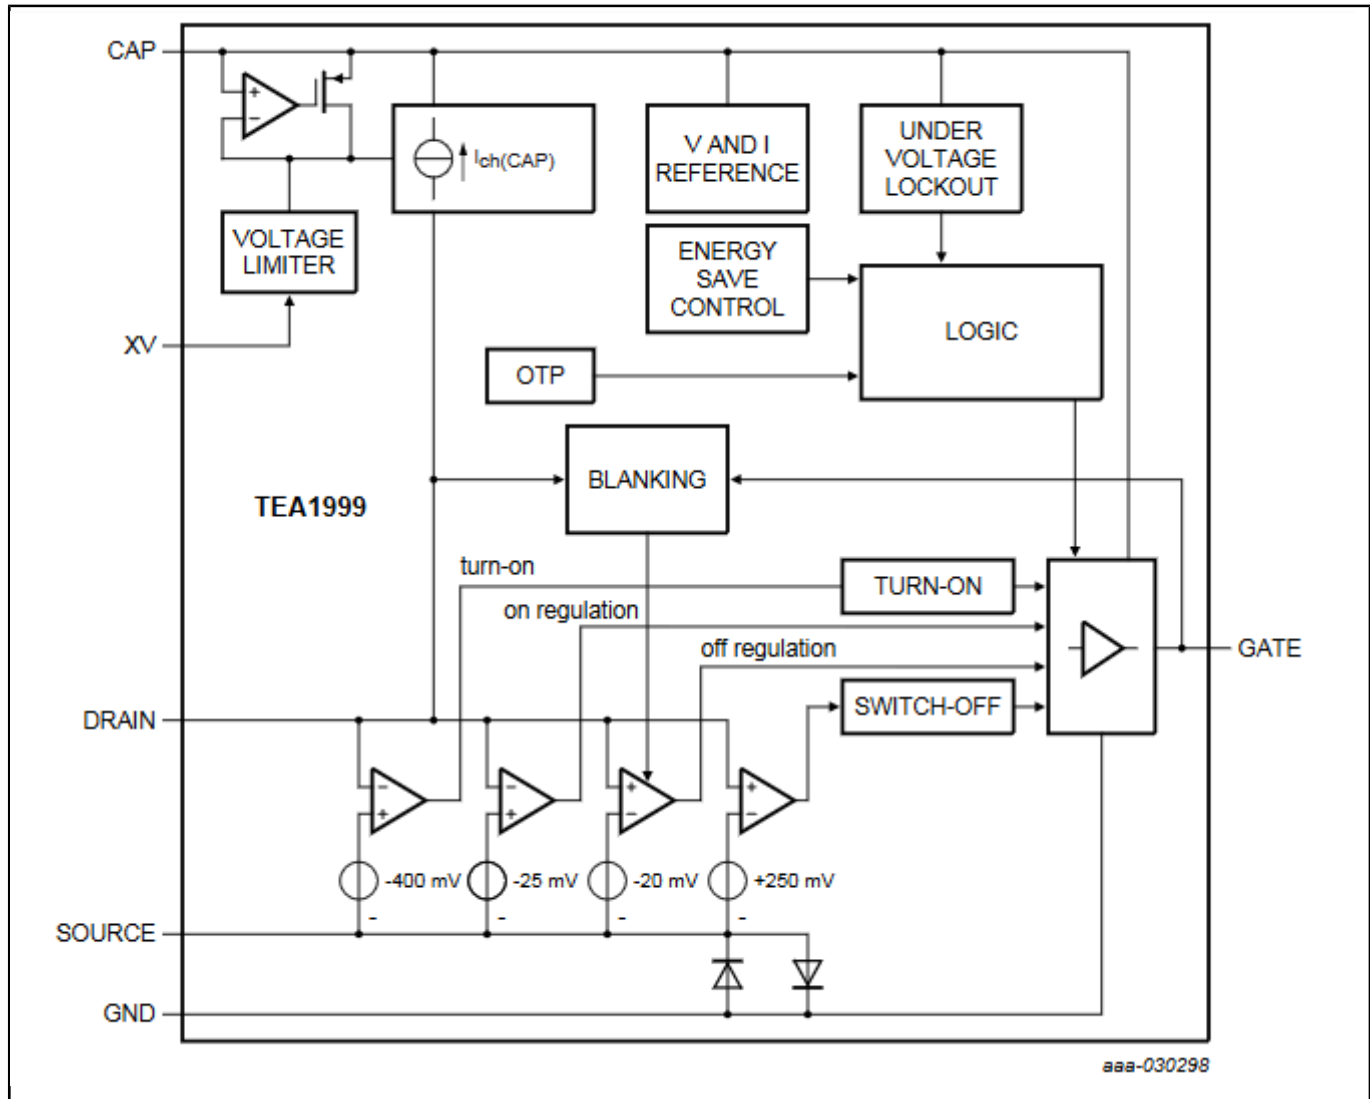 CAP
+
−
I_ch(CAP)
V AND I
REFERENCE
UNDER
VOLTAGE
LOCKOUT
VOLTAGE
LIMITER
ENERGY
SAVE
CONTROL
LOGIC
XV
OTP
BLANKING
TEA1999
turn-on
TURN-ON
on regulation
off regulation
GATE
SWITCH-OFF
DRAIN
− − + +
+ + − −
-400 mV -25 mV -20 mV +250 mV
- - - -
SOURCE
GND
aaa-030298